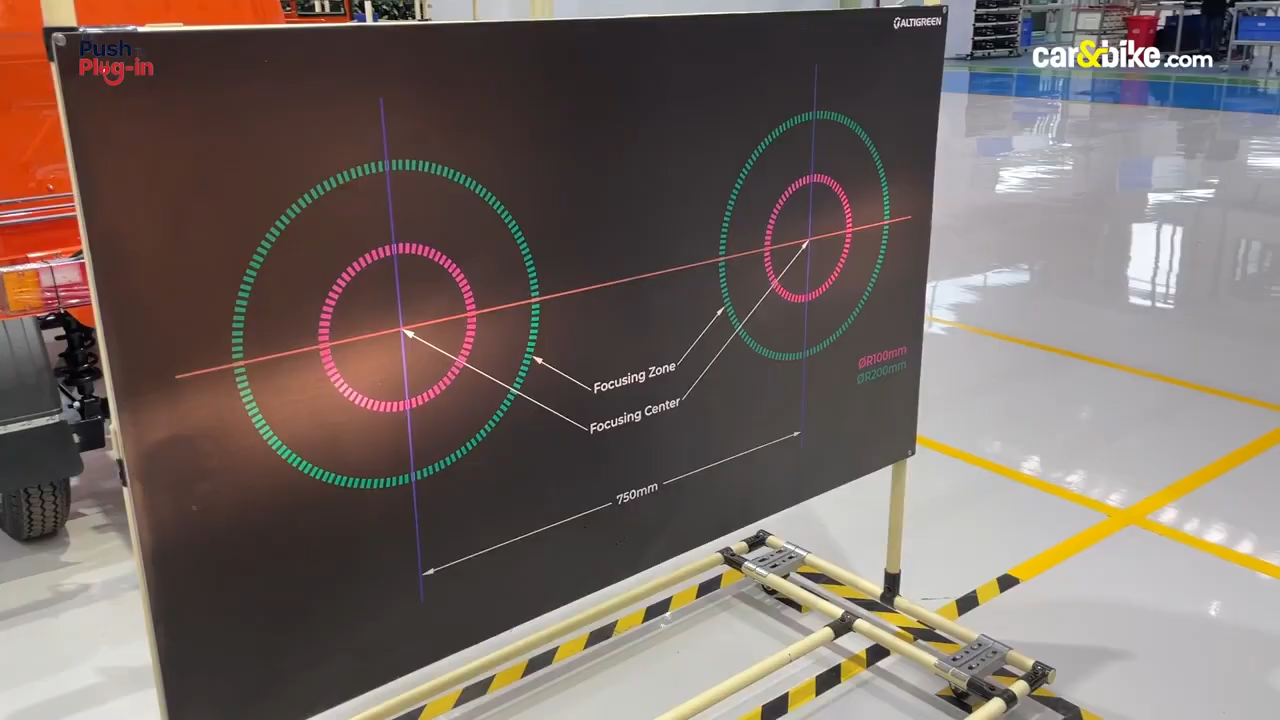 ALTIGREEN
Push
Plug-in
car&bike.com
ØR100mm
ØR200mm
Focusing Zone
Focusing Center
750mm